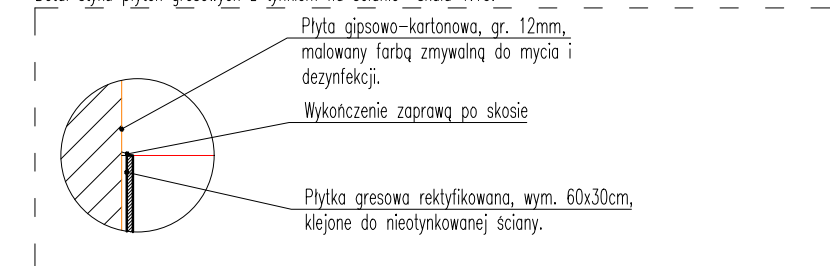 Płyta gipsowo-kartonowa, gr. 12mm,
malowany farbą zmywalną do mycia i
dezynfekcji.
Wykończenie zaprawą po skosie
Płytka gresowa rektyfikowana, wym. 60x30cm,
klejone do nieotynkowanej ściany.